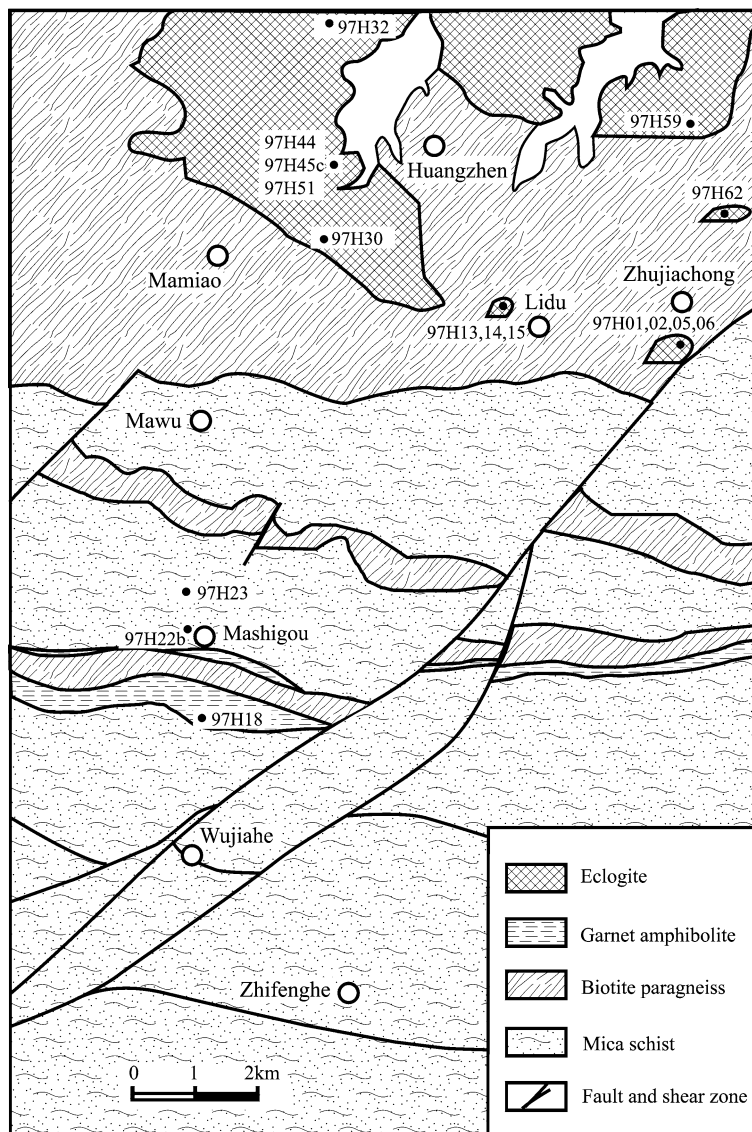 97H32
97H59
97H44
97H45c
97H51
Huangzhen
97H62
97H30
Mamiao
Zhujiachong
Lidu
97H13,14,15
97H01,02,05,06
Mawu
97H23
97H22b
Mashigou
97H18
Wujiahe
Zhifenghe
0 1 2km
Eclogite
Garnet amphibolite
Biotite paragneiss
Mica schist
Fault and shear zone